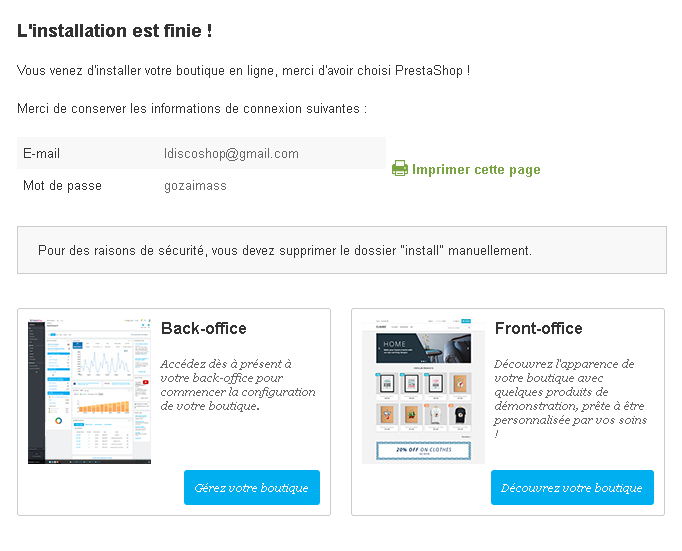 L'installation est finie !
Vous venez d'installer votre boutique en ligne, merci d'avoir choisi PrestaShop !
Merci de conserver les informations de connexion suivantes :
E-mail ldiscoshop@gmail.com
Mot de passe gozaimass
Imprimer cette page
Pour des raisons de sécurité, vous devez supprimer le dossier "install" manuellement.
Back-office
Accédez dès à présent à
votre back-office pour
commencer la configuration
de votre boutique.
Gérez votre boutique
Front-office
Découvrez l'apparence de
votre boutique avec
quelques produits de
démonstration, prête à être
personnalisée par vos soins
!
HOME
20% OFF ON CLOTHES
Découvrez votre boutique